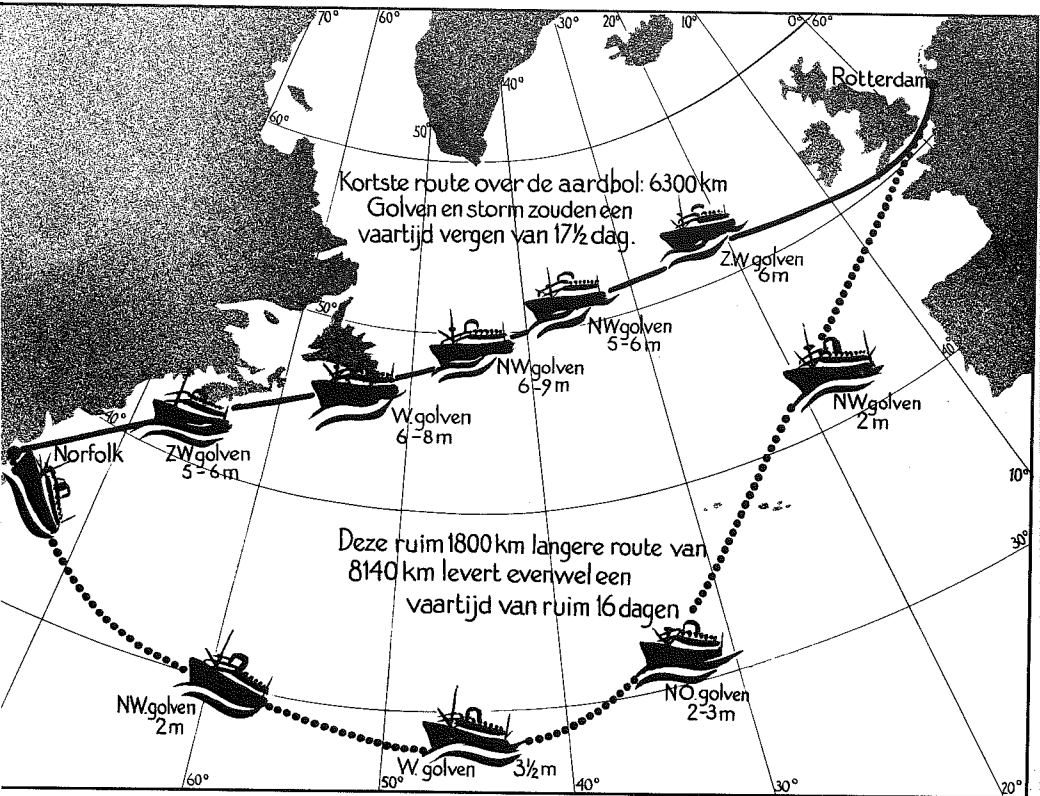 70°
60°
30°
20°
10°
0°
60°
Rotterdam
40°
60°
50°
Kortste route over de aardbol: 6300 km
Golven en storm zouden een
vaartijd vergen van 17½ dag.
Z.W. golven
6 m
50°
NW golven
5-6 m
NW golven
6-9 m
40°
W. golven
6-8 m
NW. golven
2 m
Norfolk
Z.W golven
5-6 m
10°
30°
Deze ruim 1800 km langere route van
8140 km levert evenwel een
vaartijd van ruim 16 dagen
NO. golven
2-3 m
NW. golven
2 m
W. golven 3½ m
60°
50°
40°
30°
20°